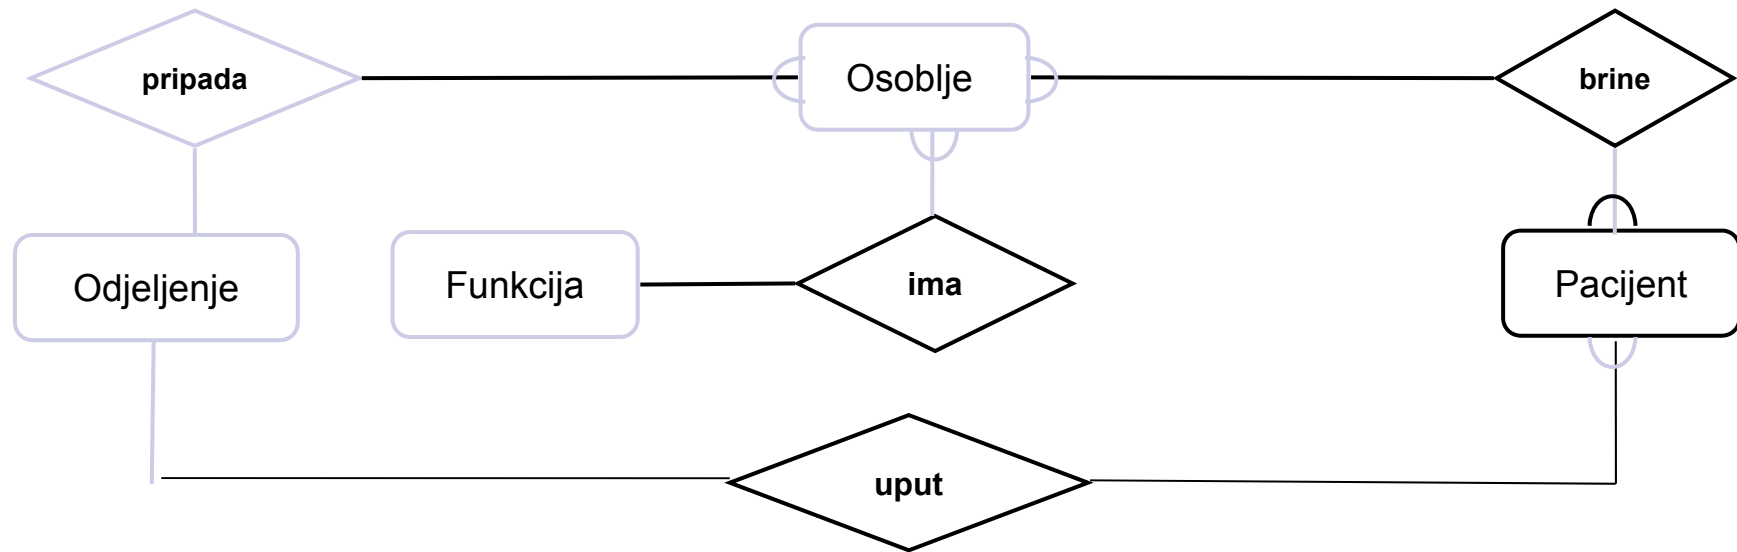 pripada
Osoblje
brine
Odjeljenje
Funkcija
ima
Pacijent
uput